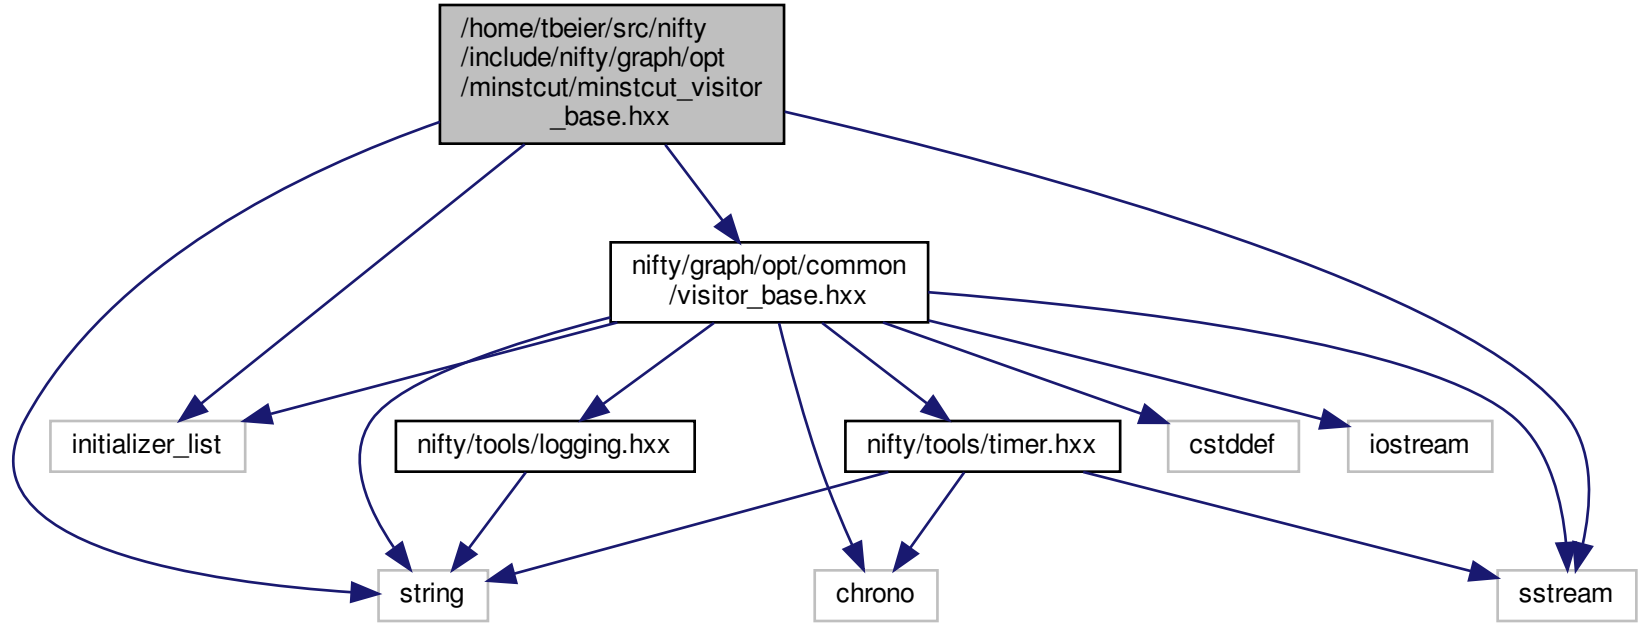 /home/tbeier/src/nifty
/include/nifty/graph/opt
/minstcut/minstcut_visitor
_base.hxx
nifty/graph/opt/common
/visitor_base.hxx
initializer_list
nifty/tools/logging.hxx
nifty/tools/timer.hxx
cstddef
iostream
string
chrono
sstream